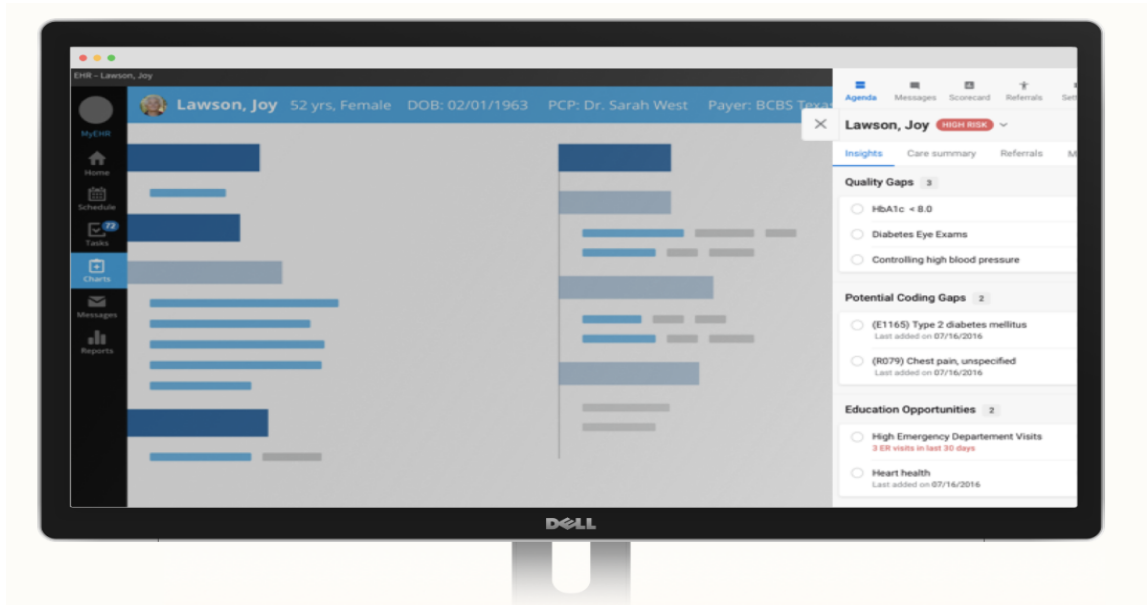 EHR – Lawson, Joy
Lawson, Joy 52 yrs, Female DOB: 02/01/1963 PCP: Dr. Sarah West Payer: BCBS Texas
MyEHR
Home
Schedule
72
Tasks
Charts
Messages
Reports
Agenda Messages Scorecard Referrals Sett
Lawson, Joy HIGH RISK
Insights Care summary Referrals M
Quality Gaps 3
HbA1c < 8.0
Diabetes Eye Exams
Controlling high blood pressure
Potential Coding Gaps 2
(E1165) Type 2 diabetes mellitus
Last added on 07/16/2016
(R079) Chest pain, unspecified
Last added on 07/16/2016
Education Opportunities 2
High Emergency Departement Visits
3 ER visits in last 30 days
Heart health
Last added on 07/16/2016
DELL